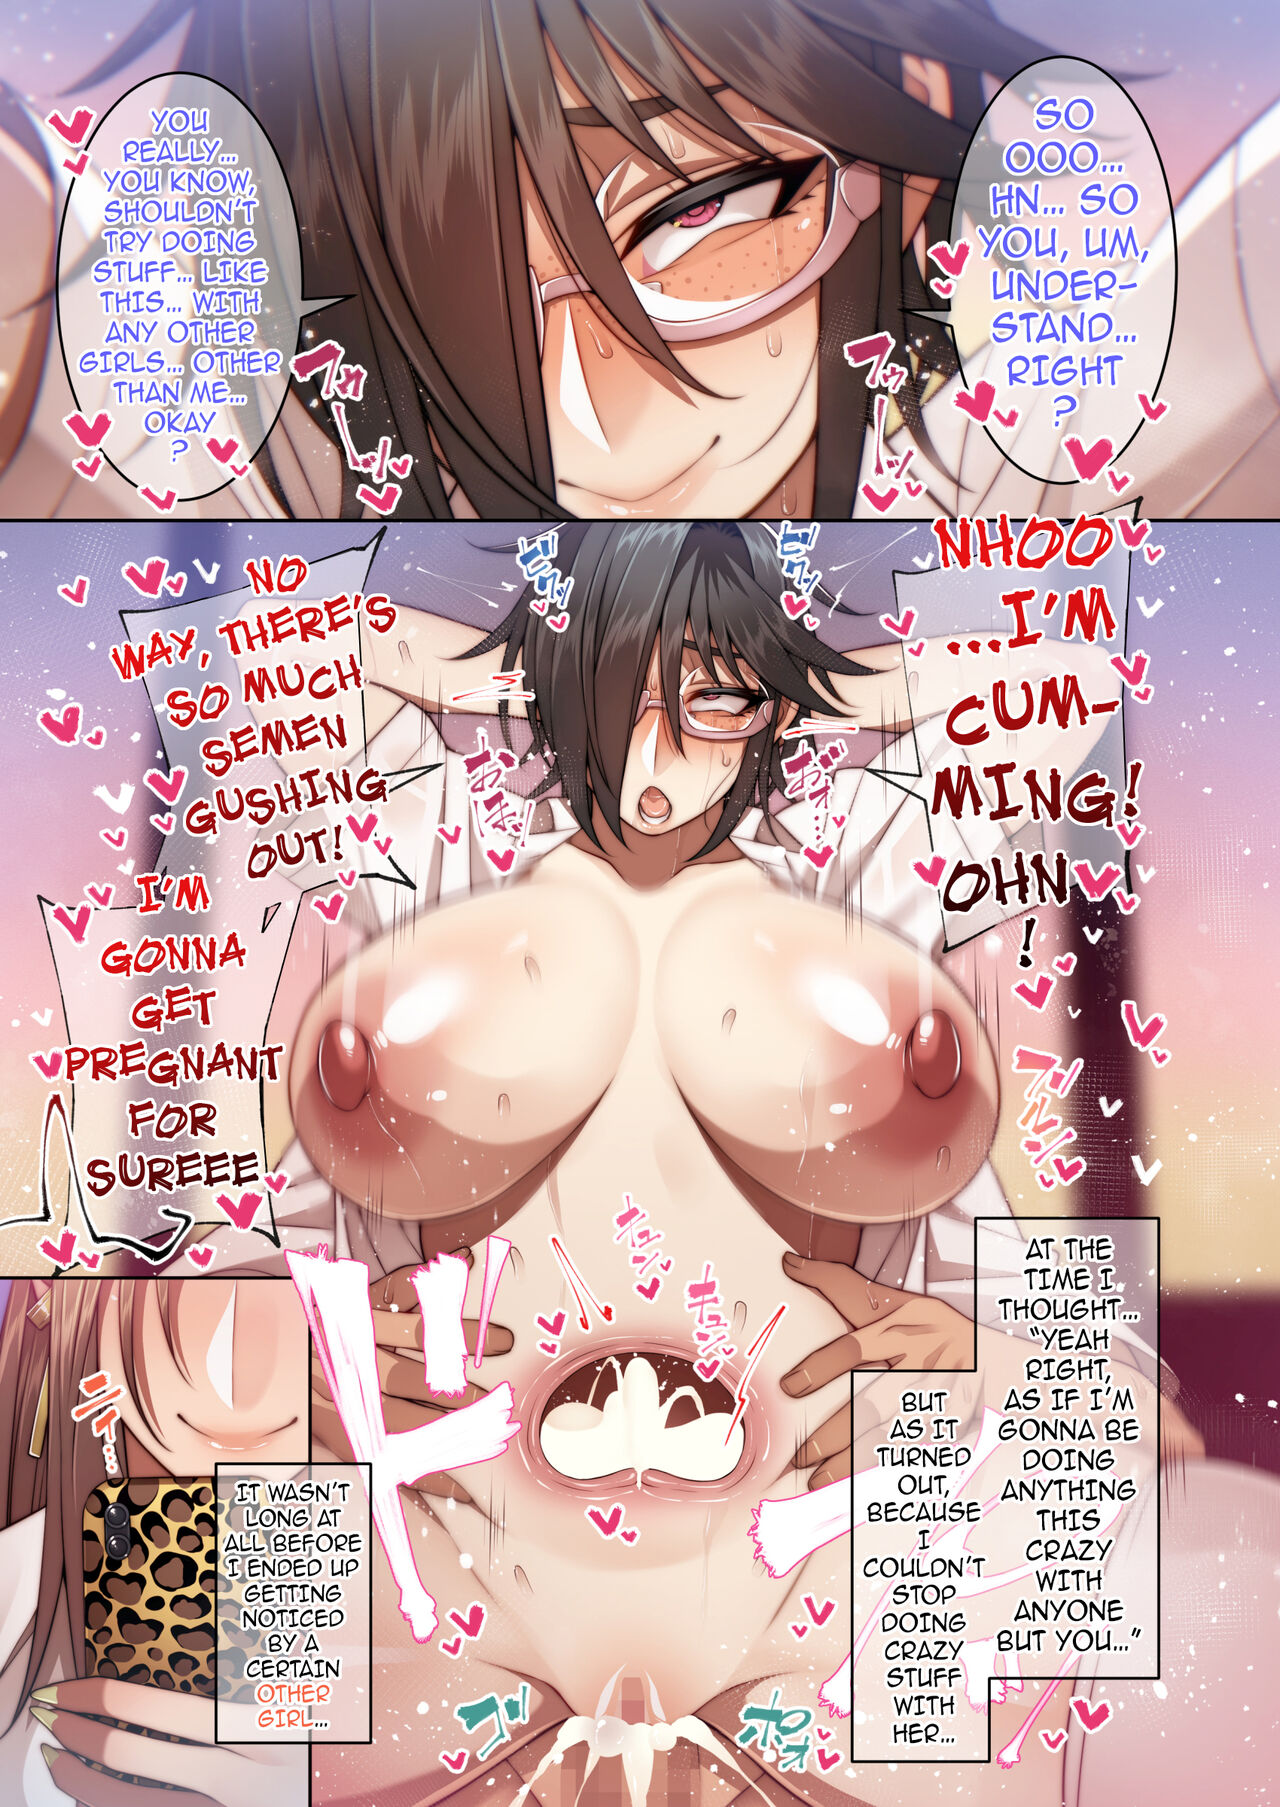 SO
OOO...
HN... SO
YOU, UM,
UNDER-
STAND...
RIGHT
?
YOU
REALLY...
YOU KNOW,
SHOULDN'T
TRY DOING
STUFF... LIKE
THIS... WITH
ANY OTHER
GIRLS... OTHER
THAN ME...
OKAY
?
NHOO
...I'M
CUM-
MING!
OHN
!
NO
WAY, THERE'S
SO MUCH
SEMEN
GUSHING
OUT!
I'M
GONNA
GET
PREGNANT
FOR
SUREEE
AT THE
TIME I
THOUGHT...
"YEAH
RIGHT,
AS IF I'M
GONNA BE
DOING
ANYTHING
THIS
CRAZY
WITH
ANYONE
BUT YOU..."
BUT
AS IT
TURNED
OUT,
BECAUSE
I
COULDN'T
STOP
DOING
CRAZY
STUFF
WITH
HER...
IT WASN'T
LONG AT
ALL BEFORE
I ENDED UP
GETTING
NOTICED
BY A
CERTAIN
OTHER
GIRL...